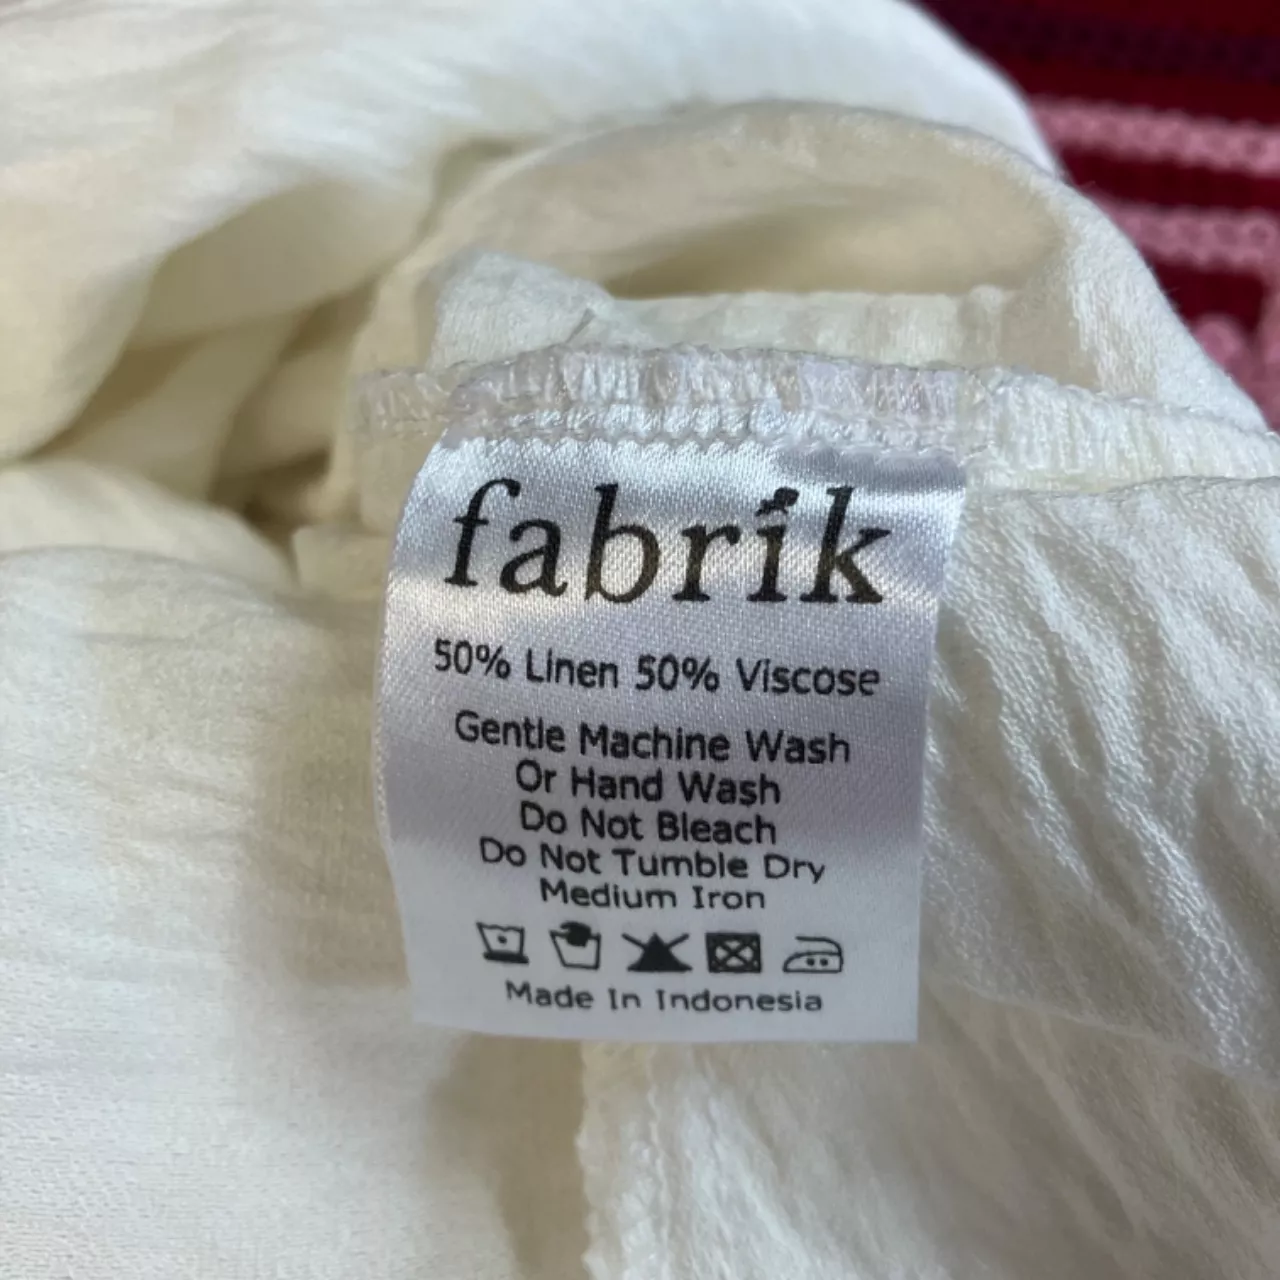 fabrik
50% Linen 50% Viscose
Gentle Machine Wash
Or Hand Wash
Do Not Bleach
Do Not Tumble Dry
Medium Iron
Made In Indonesia